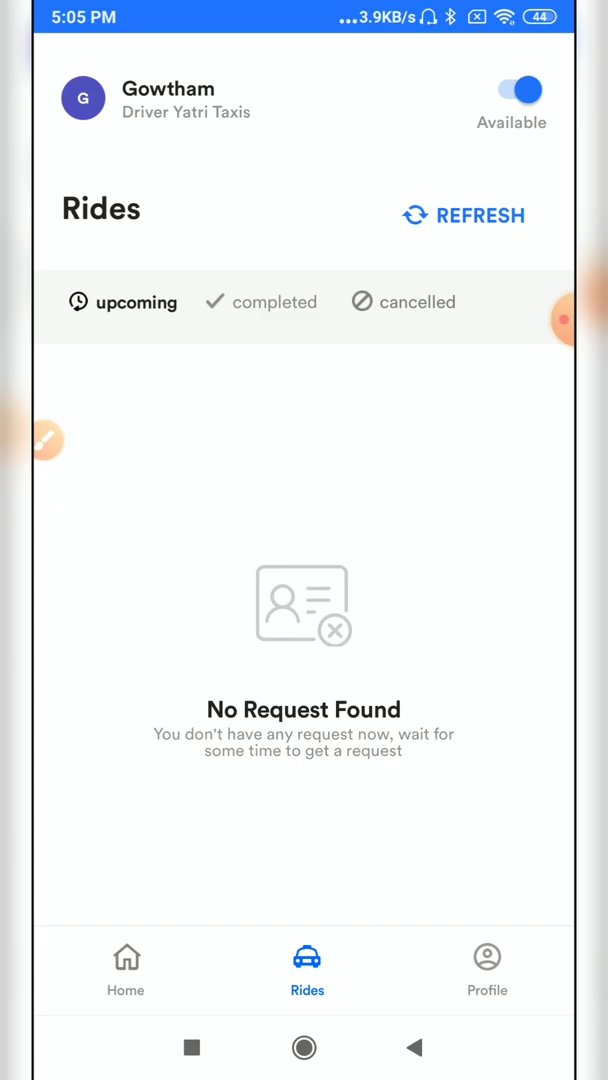 5:05 PM
...3.9KB/s
44
G
Gowtham
Driver Yatri Taxis
Available
Rides
REFRESH
upcoming
completed
cancelled
No Request Found
You don't have any request now, wait for
some time to get a request
Home
Rides
Profile